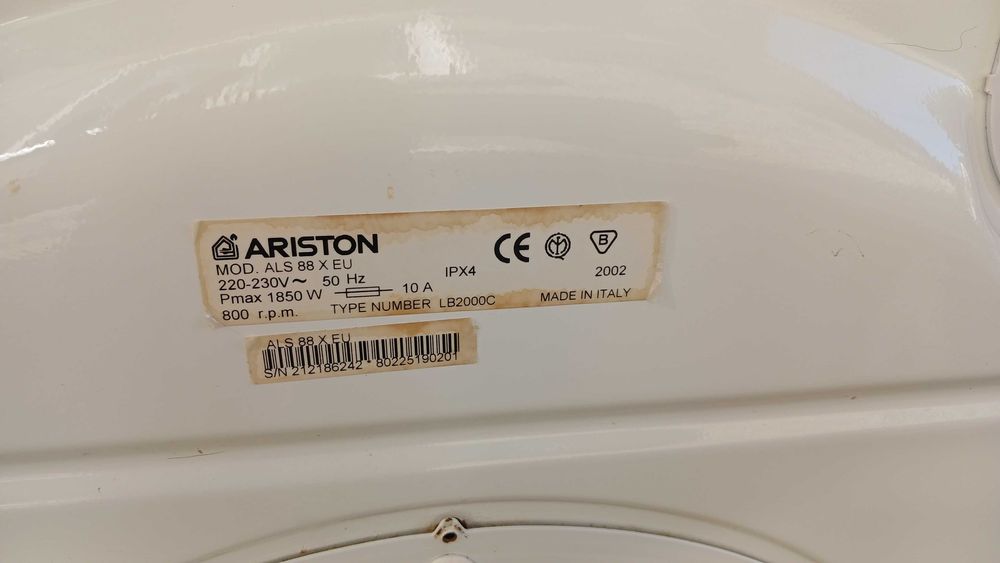 ARISTON
MOD. ALS 88 X EU
220-230V~ 50 Hz IPX4
Pmax 1850 W 10 A
800 r.p.m. TYPE NUMBER LB2000C
CE
B
2002
MADE IN ITALY
ALS 88 X EU
S/N 212186242 * 80225190201